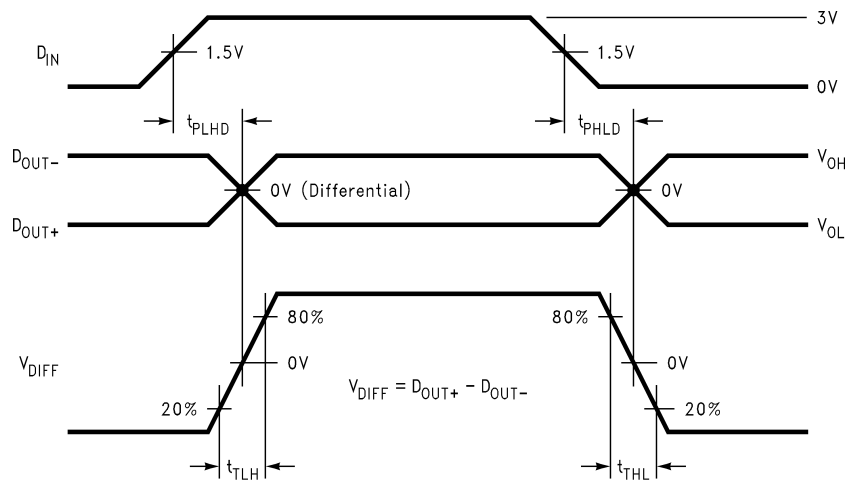 3V
D_IN
1.5V
1.5V
0V
t_PLHD
t_PHLD
D_OUT-
V_OH
0V (Differential)
0V
D_OUT+
V_OL
80%
80%
V_DIFF
0V
0V
V_DIFF = D_OUT+ - D_OUT-
20%
20%
t_TLH
t_THL